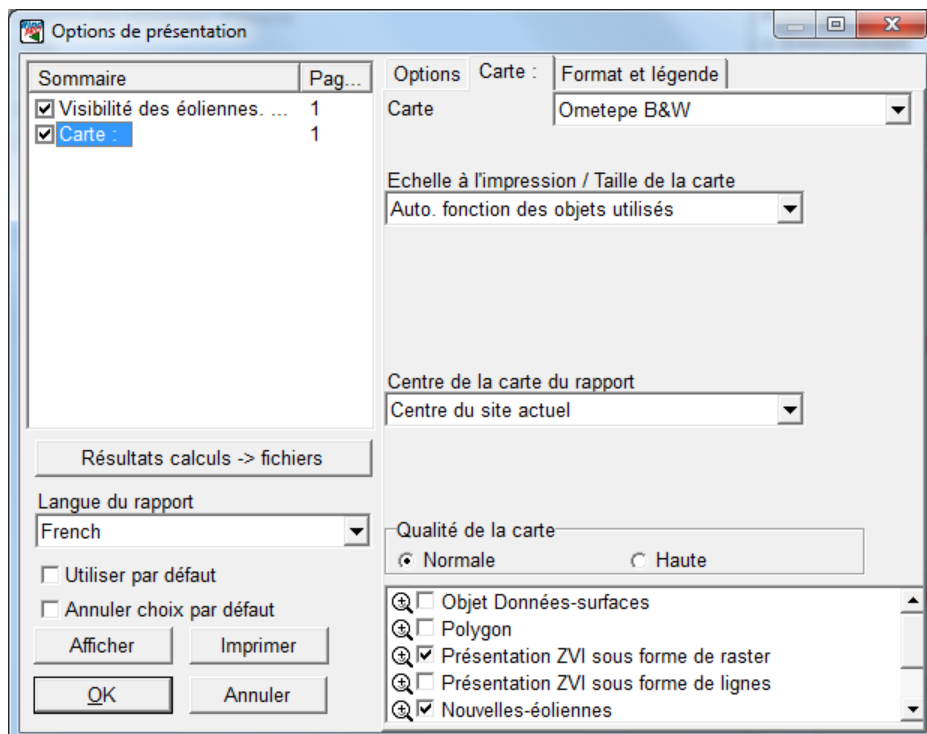 Options de présentation
Sommaire Pag...
Visibilité des éoliennes. ... 1
Carte : 1
Résultats calculs -> fichiers
Langue du rapport
French
Utiliser par défaut
Annuler choix par défaut
Afficher Imprimer
OK Annuler
Options Carte : Format et légende
Carte Ometepe B&W
Echelle à l'impression / Taille de la carte
Auto. fonction des objets utilisés
Centre de la carte du rapport
Centre du site actuel
Qualité de la carte
Normale Haute
Objet Données-surfaces
Polygon
Présentation ZVI sous forme de raster
Présentation ZVI sous forme de lignes
Nouvelles-éoliennes